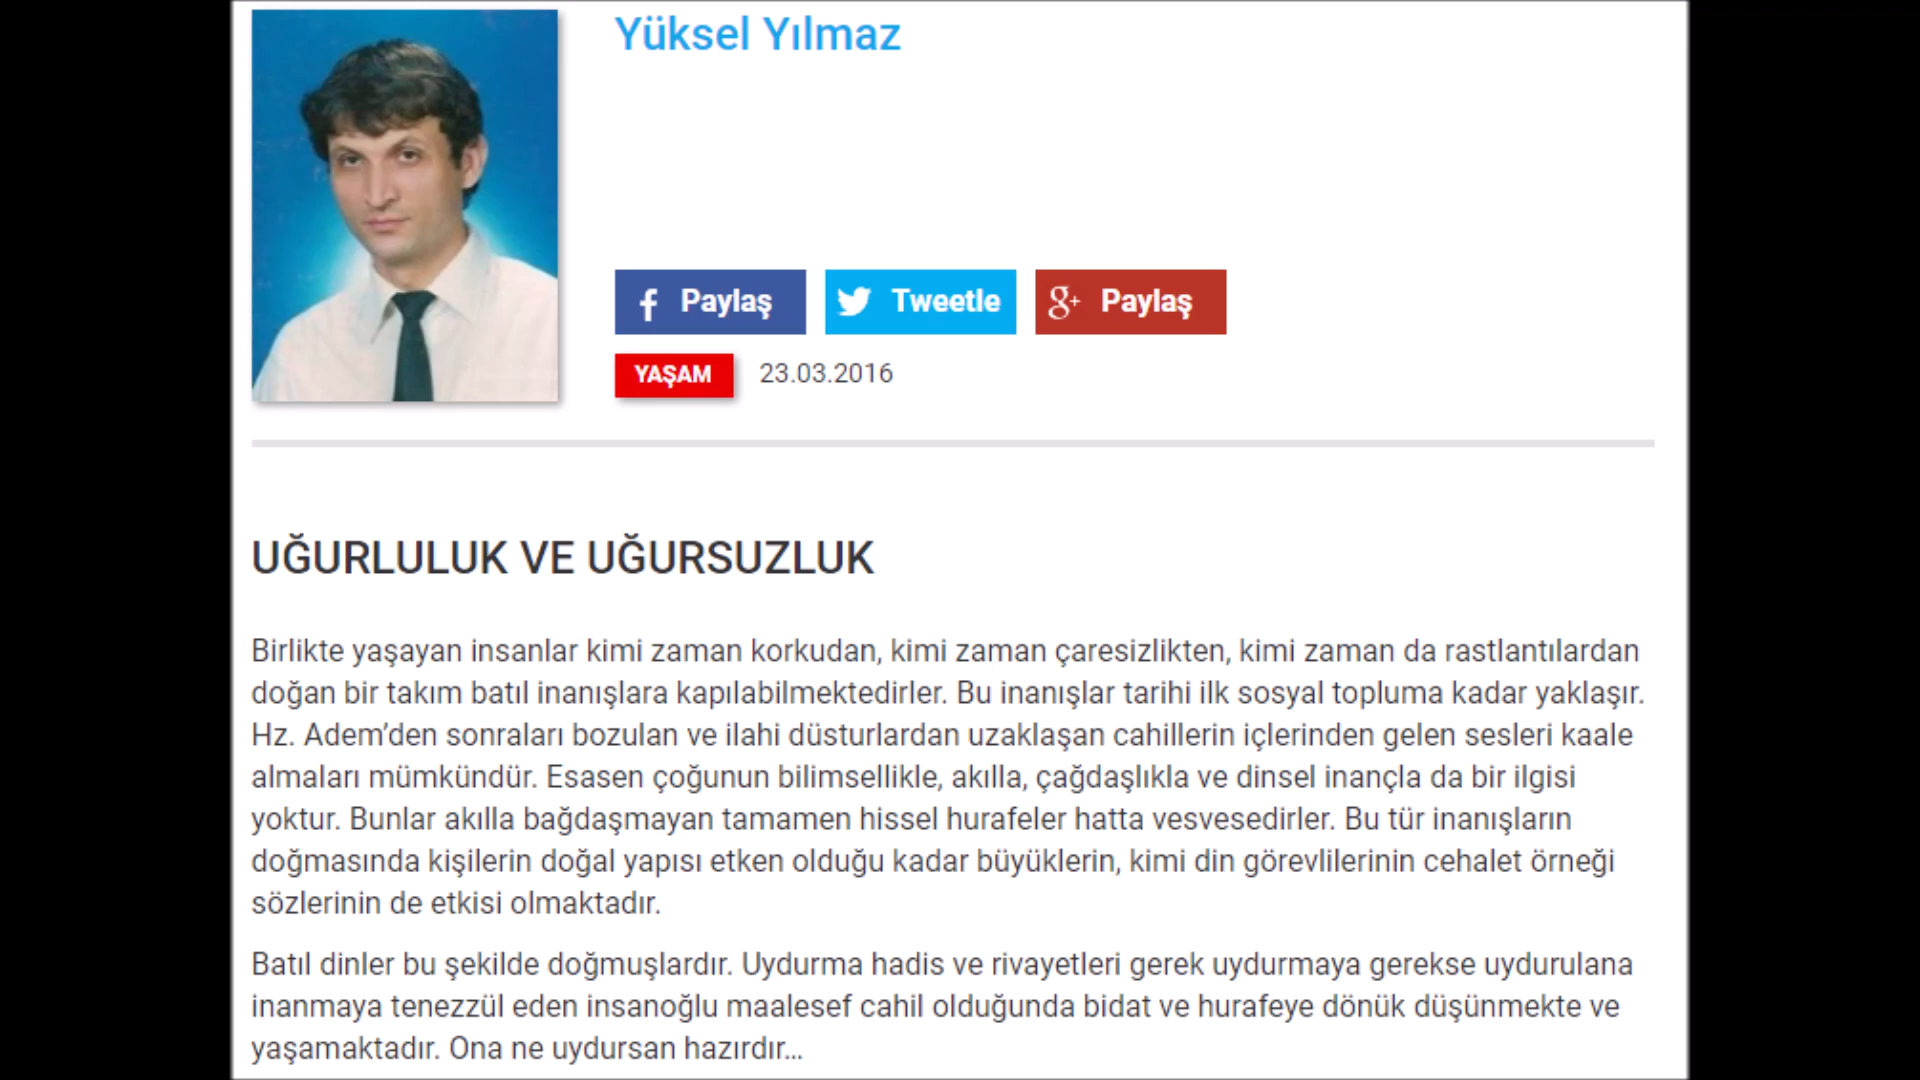 Yüksel Yılmaz
Paylaş Tweetle g+ Paylaş
YAŞAM 23.03.2016
UĞURLULUK VE UĞURSUZLUK
Birlikte yaşayan insanlar kimi zaman korkudan, kimi zaman çaresizlikten, kimi zaman da rastlantılardan
doğan bir takım batıl inanışlara kapılabilmektedirler. Bu inanışlar tarihi ilk sosyal topluma kadar yaklaşır.
Hz. Adem’den sonraları bozulan ve ilahi düsturlardan uzaklaşan cahillerin içlerinden gelen sesleri kaale
almaları mümkündür. Esasen çoğunun bilimsellikle, akılla, çağdaşlıkla ve dinsel inançla da bir ilgisi
yoktur. Bunlar akılla bağdaşmayan tamamen hissel hurafeler hatta vesvesedirler. Bu tür inanışların
doğmasında kişilerin doğal yapısı etken olduğu kadar büyüklerin, kimi din görevlilerinin cehalet örneği
sözlerinin de etkisi olmaktadır.
Batıl dinler bu şekilde doğmuşlardır. Uydurma hadis ve rivayetleri gerek uydurmaya gerekse uydurulana
inanmaya tenezzül eden insanoğlu maalesef cahil olduğunda bidat ve hurafeye dönük düşünmekte ve
yaşamaktadır. Ona ne uydursan hazırdır…